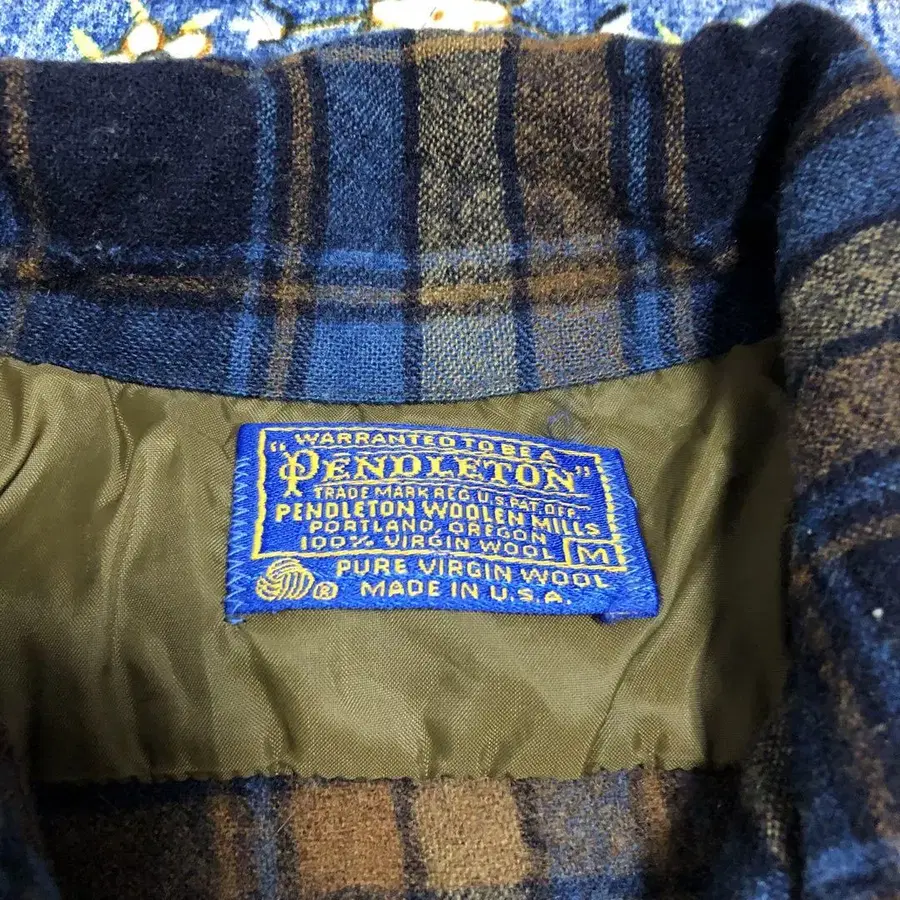 "WARRANTED TO BE A
PENDLETON"
TRADE MARK REG. U.S. PAT. OFF.
PENDLETON WOOLEN MILLS
PORTLAND, OREGON
100% VIRGIN WOOL M
PURE VIRGIN WOOL
® MADE IN U.S.A.